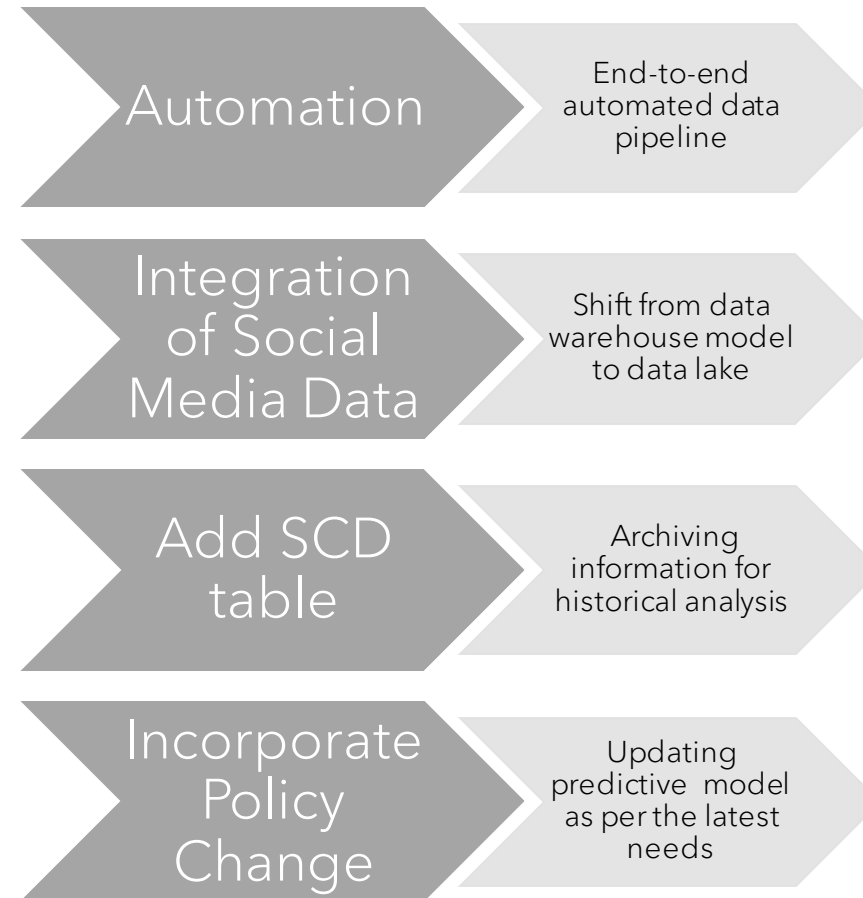 Automation
End-to-end
automated data
pipeline
Integration
of Social
Media Data
Shift from data
warehouse model
to data lake
Add SCD
table
Archiving
information for
historical analysis
Incorporate
Policy
Change
Updating
predictive model
as per the latest
needs